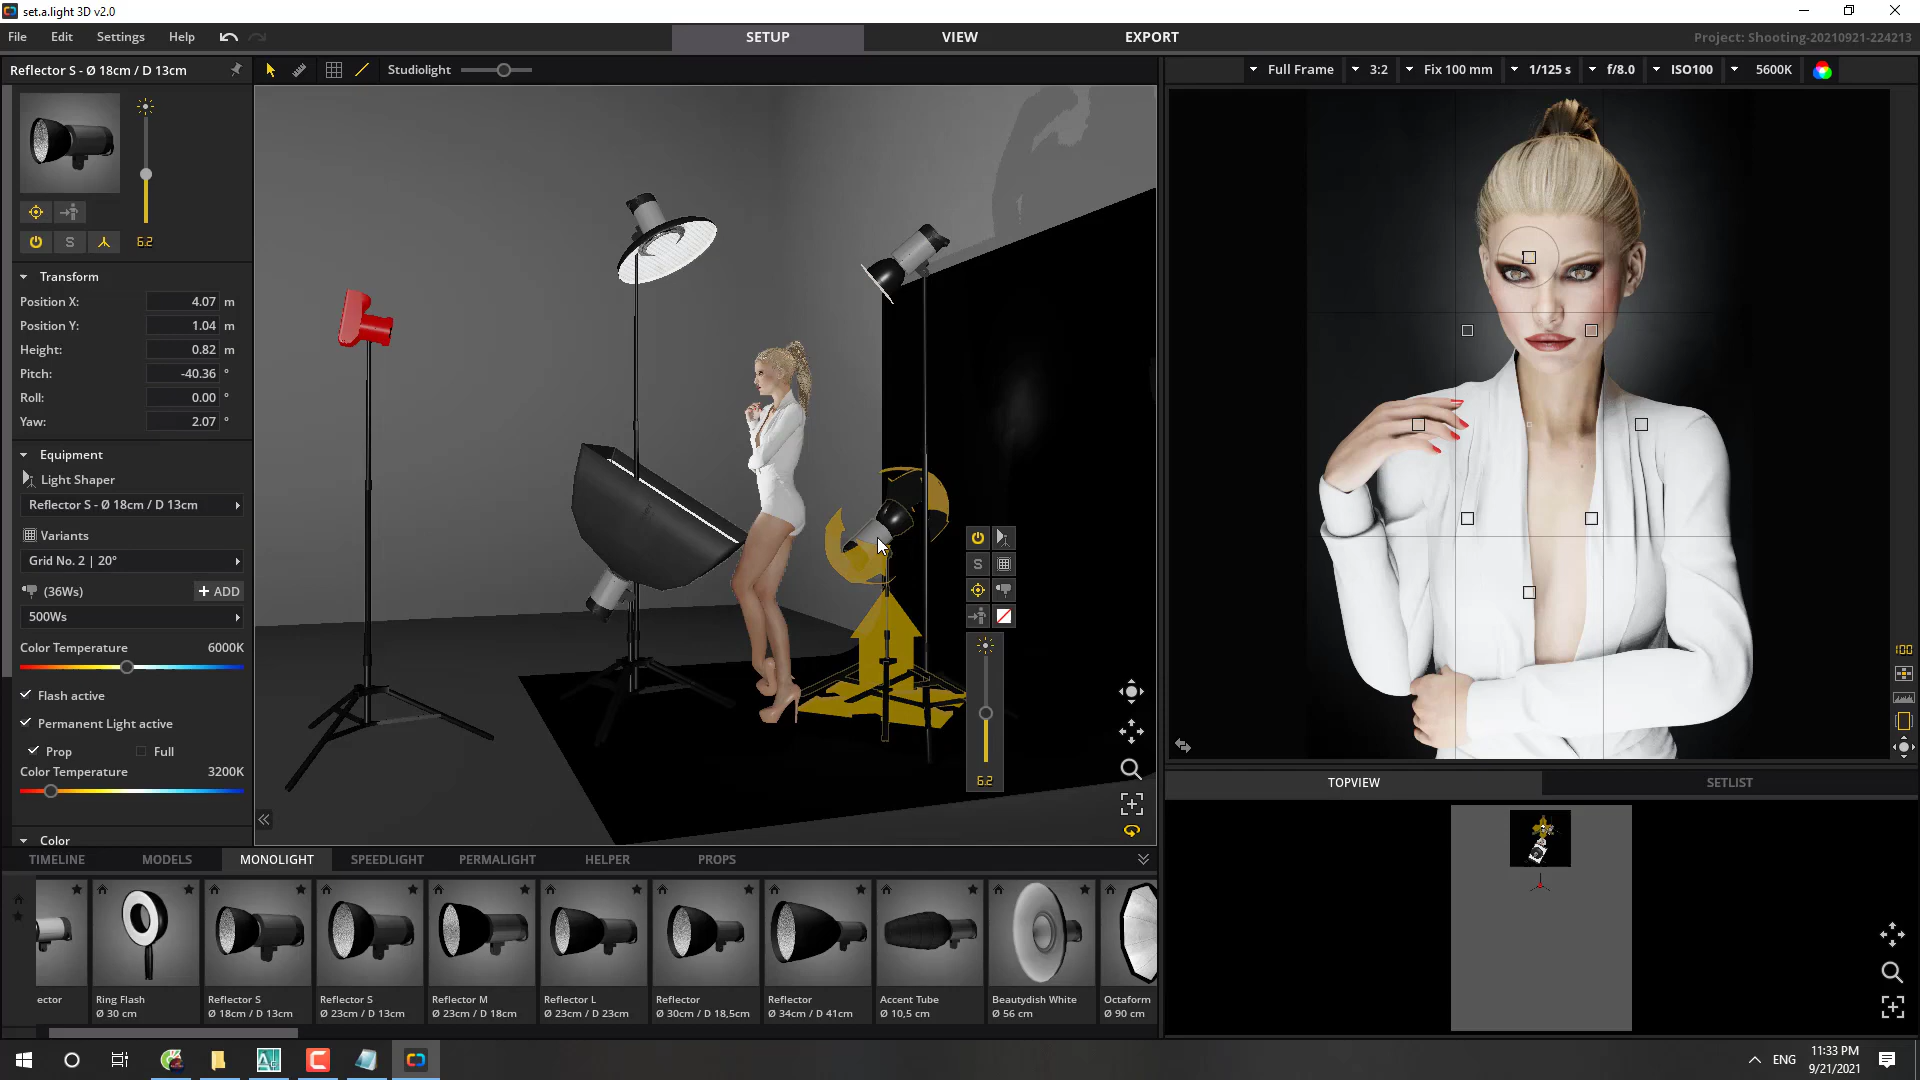 set.a.light 3D v2.0
File Edit Settings Help
SETUP VIEW EXPORT
Project: Shooting-20210921-224213
Reflector S - Ø 18cm / D 13cm
Studiolight
Full Frame 3:2 Fix 100 mm 1/125 s f/8.0 ISO100 5600K
S
6.2
Transform
Position X: 4.07 m
Position Y: 1.04 m
Height: 0.82 m
Pitch: -40.36 °
Roll: 0.00 °
Yaw: 2.07 °
Equipment
Light Shaper
Reflector S - Ø 18cm / D 13cm
Variants
Grid No. 2 | 20°
(36Ws) + ADD
500Ws
Color Temperature 6000K
Flash active
Permanent Light active
Prop Full
Color Temperature 3200K
Color
S
6.2
100
TOPVIEW SETLIST
TIMELINE MODELS MONOLIGHT SPEEDLIGHT PERMALIGHT HELPER PROPS
ector
Ring Flash
Ø 30 cm
Reflector S
Ø 18cm / D 13cm
Reflector S
Ø 23cm / D 13cm
Reflector M
Ø 23cm / D 18cm
Reflector L
Ø 23cm / D 23cm
Reflector
Ø 30cm / D 18,5cm
Reflector
Ø 34cm / D 41cm
Accent Tube
Ø 10,5 cm
Beautydish White
Ø 56 cm
Octaform
Ø 90 cm
ENG
11:33 PM
9/21/2021